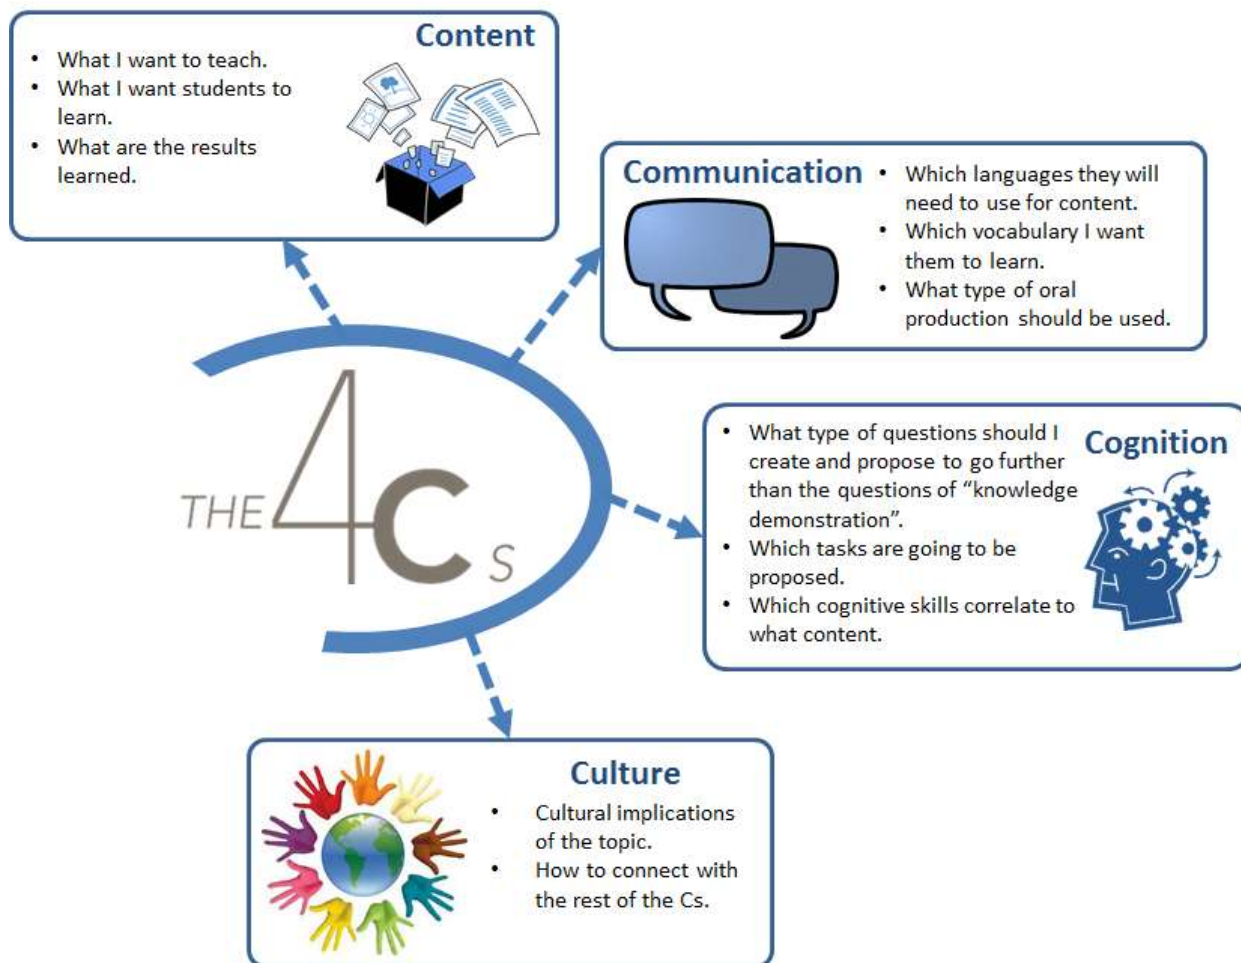 Content
• What I want to teach.
• What I want students to
learn.
• What are the results
learned.
Communication
• Which languages they will
need to use for content.
• Which vocabulary I want
them to learn.
• What type of oral
production should be used.
THE 4Cs
Cognition
• What type of questions should I
create and propose to go further
than the questions of “knowledge
demonstration”.
• Which tasks are going to be
proposed.
• Which cognitive skills correlate to
what content.
Culture
• Cultural implications
of the topic.
• How to connect with
the rest of the Cs.